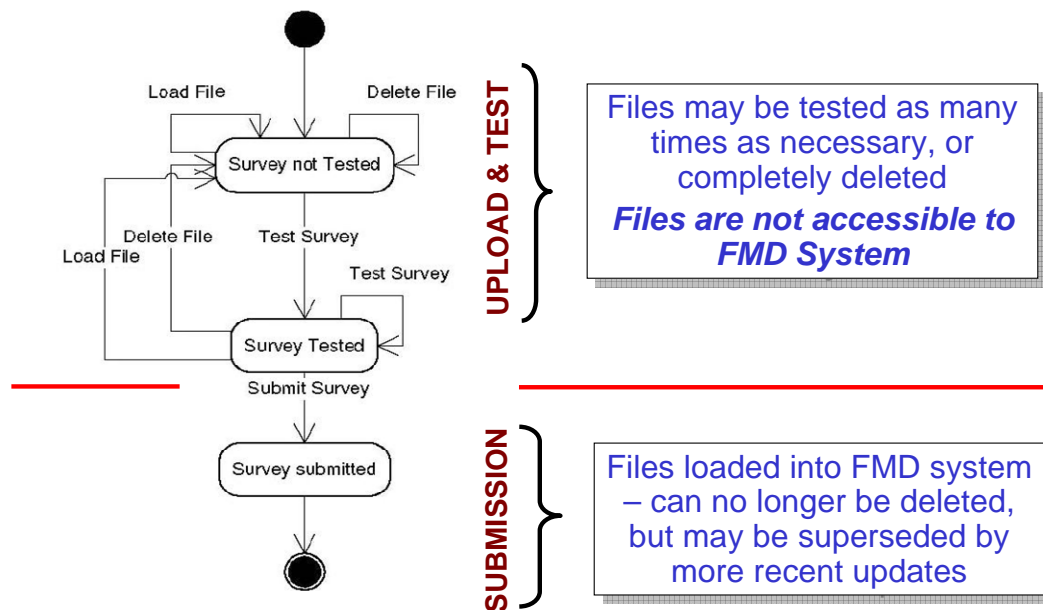 Load File
Delete File
Survey not Tested
Delete File
Load File
Test Survey
Test Survey
Survey Tested
Submit Survey
Survey submitted
UPLOAD & TEST
Files may be tested as many
times as necessary, or
completely deleted
Files are not accessible to
FMD System
SUBMISSION
Files loaded into FMD system
– can no longer be deleted,
but may be superseded by
more recent updates